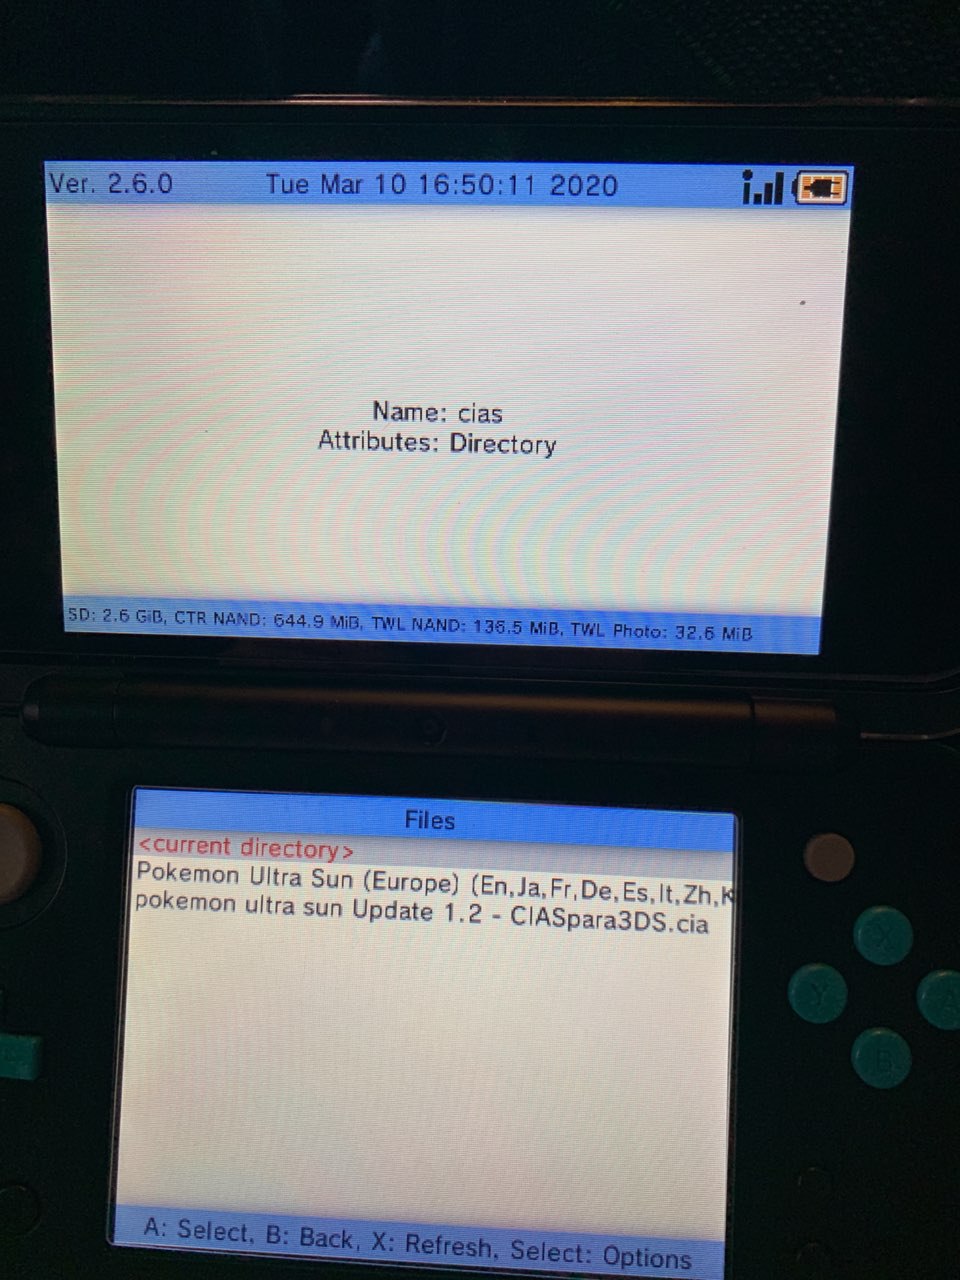 Ver. 2.6.0 Tue Mar 10 16:50:11 2020
Name: cias
Attributes: Directory
SD: 2.6 GiB, CTR NAND: 644.9 MiB, TWL NAND: 136.5 MiB, TWL Photo: 32.6 MiB
Files
<current directory>
Pokemon Ultra Sun (Europe) (En,Ja,Fr,De,Es,It,Zh,K
pokemon ultra sun Update 1.2 - CIASpara3DS.cia
X
Y
B
A: Select, B: Back, X: Refresh, Select: Options